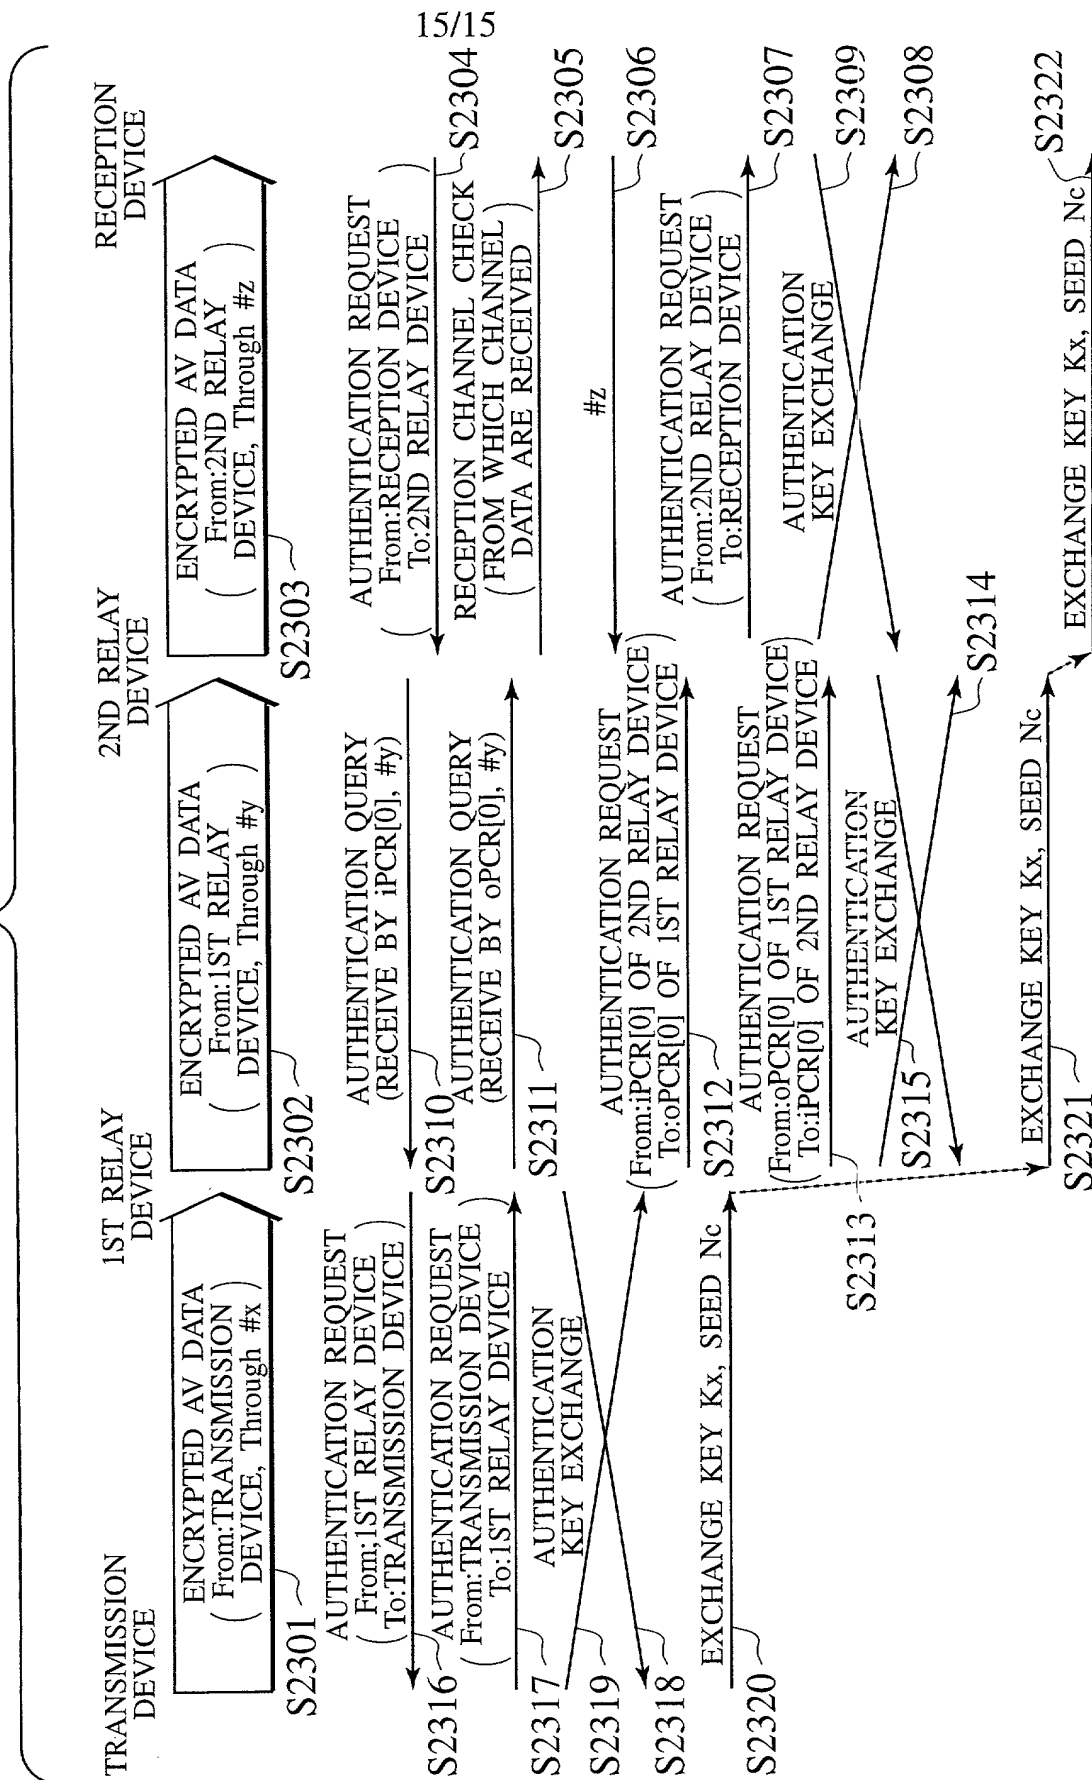 15/15
TRANSMISSION
DEVICE
1ST RELAY
DEVICE
2ND RELAY
DEVICE
RECEPTION
DEVICE
ENCRYPTED AV DATA
(From:TRANSMISSION
DEVICE, Through #x)
S2301
ENCRYPTED AV DATA
(From:1ST RELAY
DEVICE, Through #y)
S2302
ENCRYPTED AV DATA
(From:2ND RELAY
DEVICE, Through #z)
S2303
AUTHENTICATION REQUEST
(From:RECEPTION DEVICE
To:2ND RELAY DEVICE)
S2304
RECEPTION CHANNEL CHECK
(FROM WHICH CHANNEL
DATA ARE RECEIVED)
S2305
#z
S2306
AUTHENTICATION REQUEST
(From:2ND RELAY DEVICE
To:RECEPTION DEVICE)
S2307
AUTHENTICATION
KEY EXCHANGE
S2309
S2308
AUTHENTICATION QUERY
(RECEIVE BY iPCR[0], #y)
S2310
AUTHENTICATION QUERY
(RECEIVE BY oPCR[0], #y)
S2311
AUTHENTICATION REQUEST
(From:iPCR[0] OF 2ND RELAY DEVICE
To:oPCR[0] OF 1ST RELAY DEVICE)
S2312
AUTHENTICATION REQUEST
(From:oPCR[0] OF 1ST RELAY DEVICE
To:iPCR[0] OF 2ND RELAY DEVICE)
S2313
AUTHENTICATION
KEY EXCHANGE
S2314
S2315
AUTHENTICATION REQUEST
(From;1ST RELAY DEVICE
To:TRANSMISSION DEVICE)
S2316
AUTHENTICATION REQUEST
(From:TRANSMISSION DEVICE
To:1ST RELAY DEVICE)
S2317
AUTHENTICATION
KEY EXCHANGE
S2319
S2318
EXCHANGE KEY Kx, SEED Nc
S2320
EXCHANGE KEY Kx, SEED Nc
S2321
EXCHANGE KEY Kx, SEED Nc
S2322